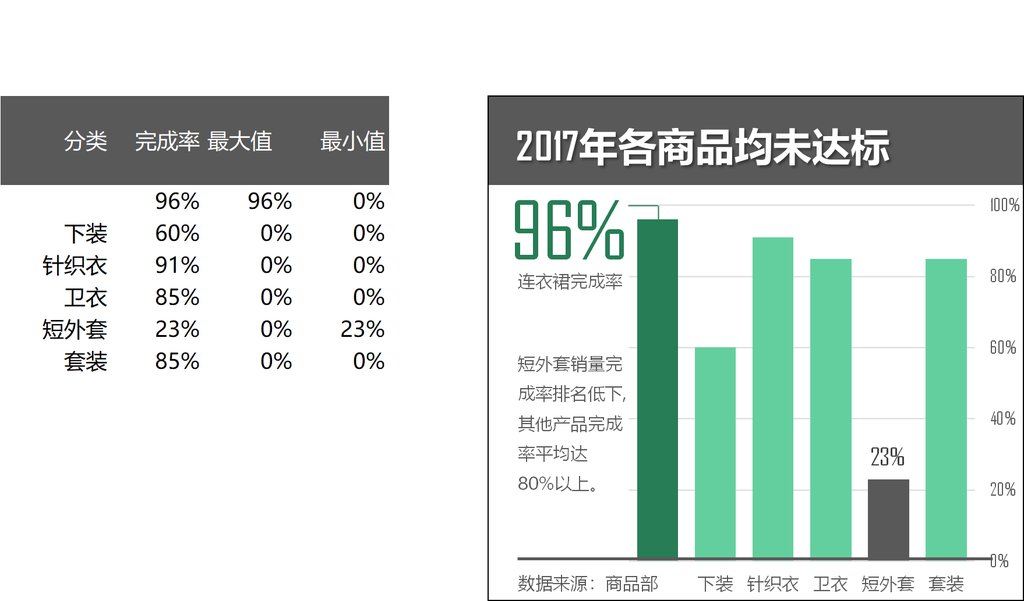 分类 完成率 最大值 最小值
96% 96% 0%
下装 60% 0% 0%
针织衣 91% 0% 0%
卫衣 85% 0% 0%
短外套 23% 0% 23%
套装 85% 0% 0%
2017年各商品均未达标
96%
连衣裙完成率
短外套销量完
成率排名低下,
其他产品完成
率平均达
80%以上。
23%
100%
80%
60%
40%
20%
0%
数据来源：商品部 下装 针织衣 卫衣 短外套 套装